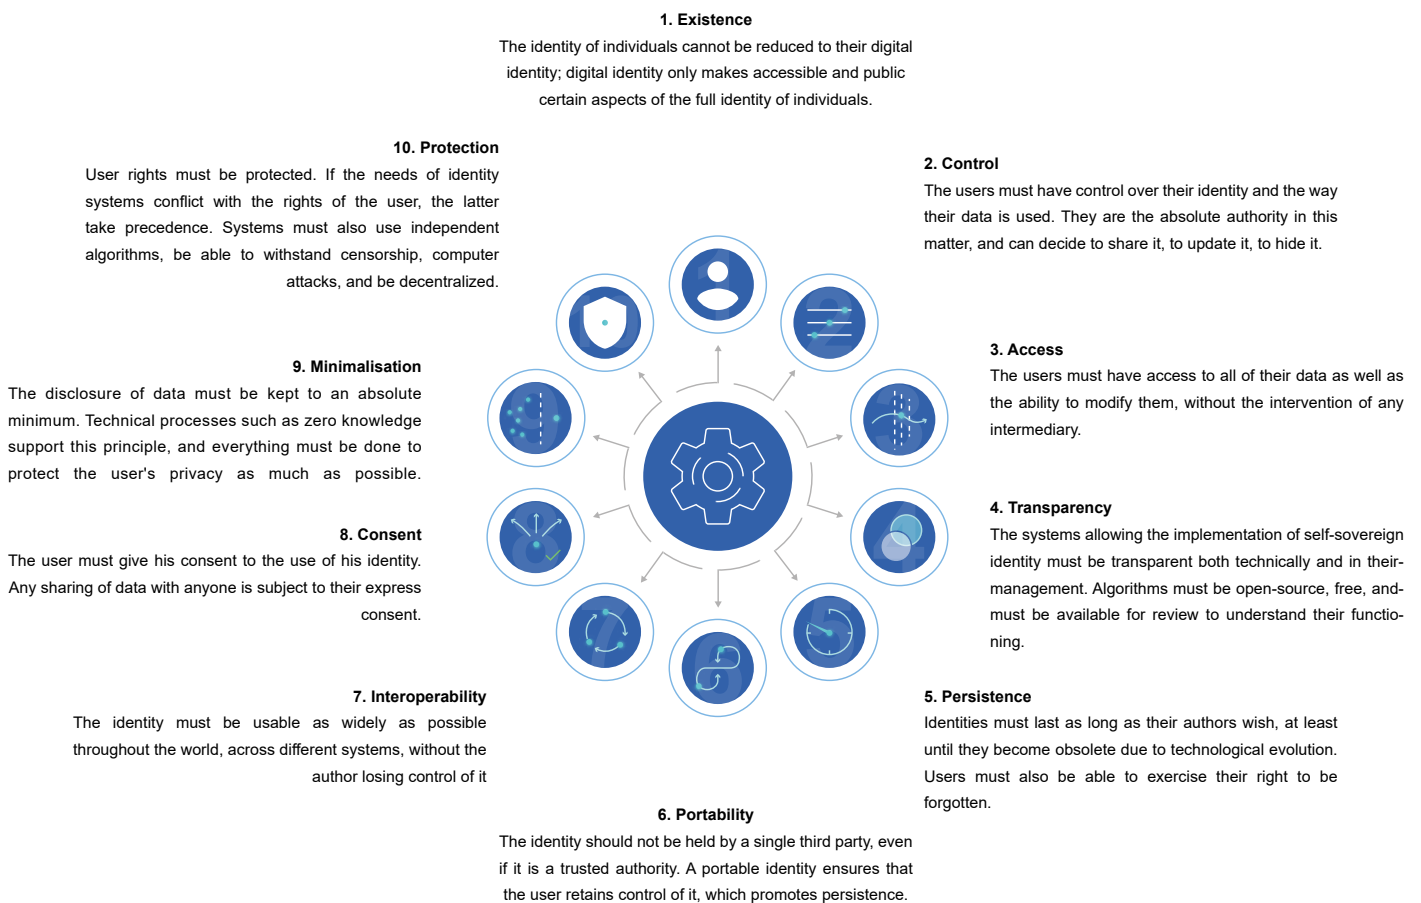 1. Existence
The identity of individuals cannot be reduced to their digital
identity; digital identity only makes accessible and public
certain aspects of the full identity of individuals.
2. Control
The users must have control over their identity and the way
their data is used. They are the absolute authority in this
matter, and can decide to share it, to update it, to hide it.
3. Access
The users must have access to all of their data as well as
the ability to modify them, without the intervention of any
intermediary.
4. Transparency
The systems allowing the implementation of self-sovereign
identity must be transparent both technically and in their-
management. Algorithms must be open-source, free, and-
must be available for review to understand their functio-
ning.
5. Persistence
Identities must last as long as their authors wish, at least
until they become obsolete due to technological evolution.
Users must also be able to exercise their right to be
forgotten.
6. Portability
The identity should not be held by a single third party, even
if it is a trusted authority. A portable identity ensures that
the user retains control of it, which promotes persistence.
7. Interoperability
The identity must be usable as widely as possible
throughout the world, across different systems, without the
author losing control of it
8. Consent
The user must give his consent to the use of his identity.
Any sharing of data with anyone is subject to their express
consent.
9. Minimalisation
The disclosure of data must be kept to an absolute
minimum. Technical processes such as zero knowledge
support this principle, and everything must be done to
protect the user's privacy as much as possible.
10. Protection
User rights must be protected. If the needs of identity
systems conflict with the rights of the user, the latter
take precedence. Systems must also use independent
algorithms, be able to withstand censorship, computer
attacks, and be decentralized.
1
2
3
4
5
6
7
8
9
10